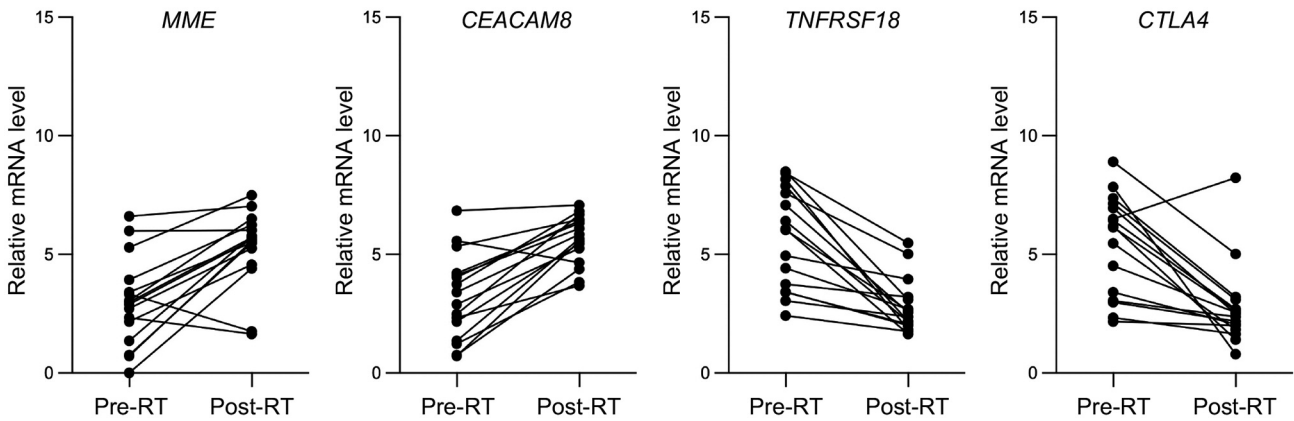 MME
Relative mRNA level
15
10
5
0
Pre-RT Post-RT
CEACAM8
Relative mRNA level
15
10
5
0
Pre-RT Post-RT
TNFRSF18
Relative mRNA level
15
10
5
0
Pre-RT Post-RT
CTLA4
Relative mRNA level
15
10
5
0
Pre-RT Post-RT